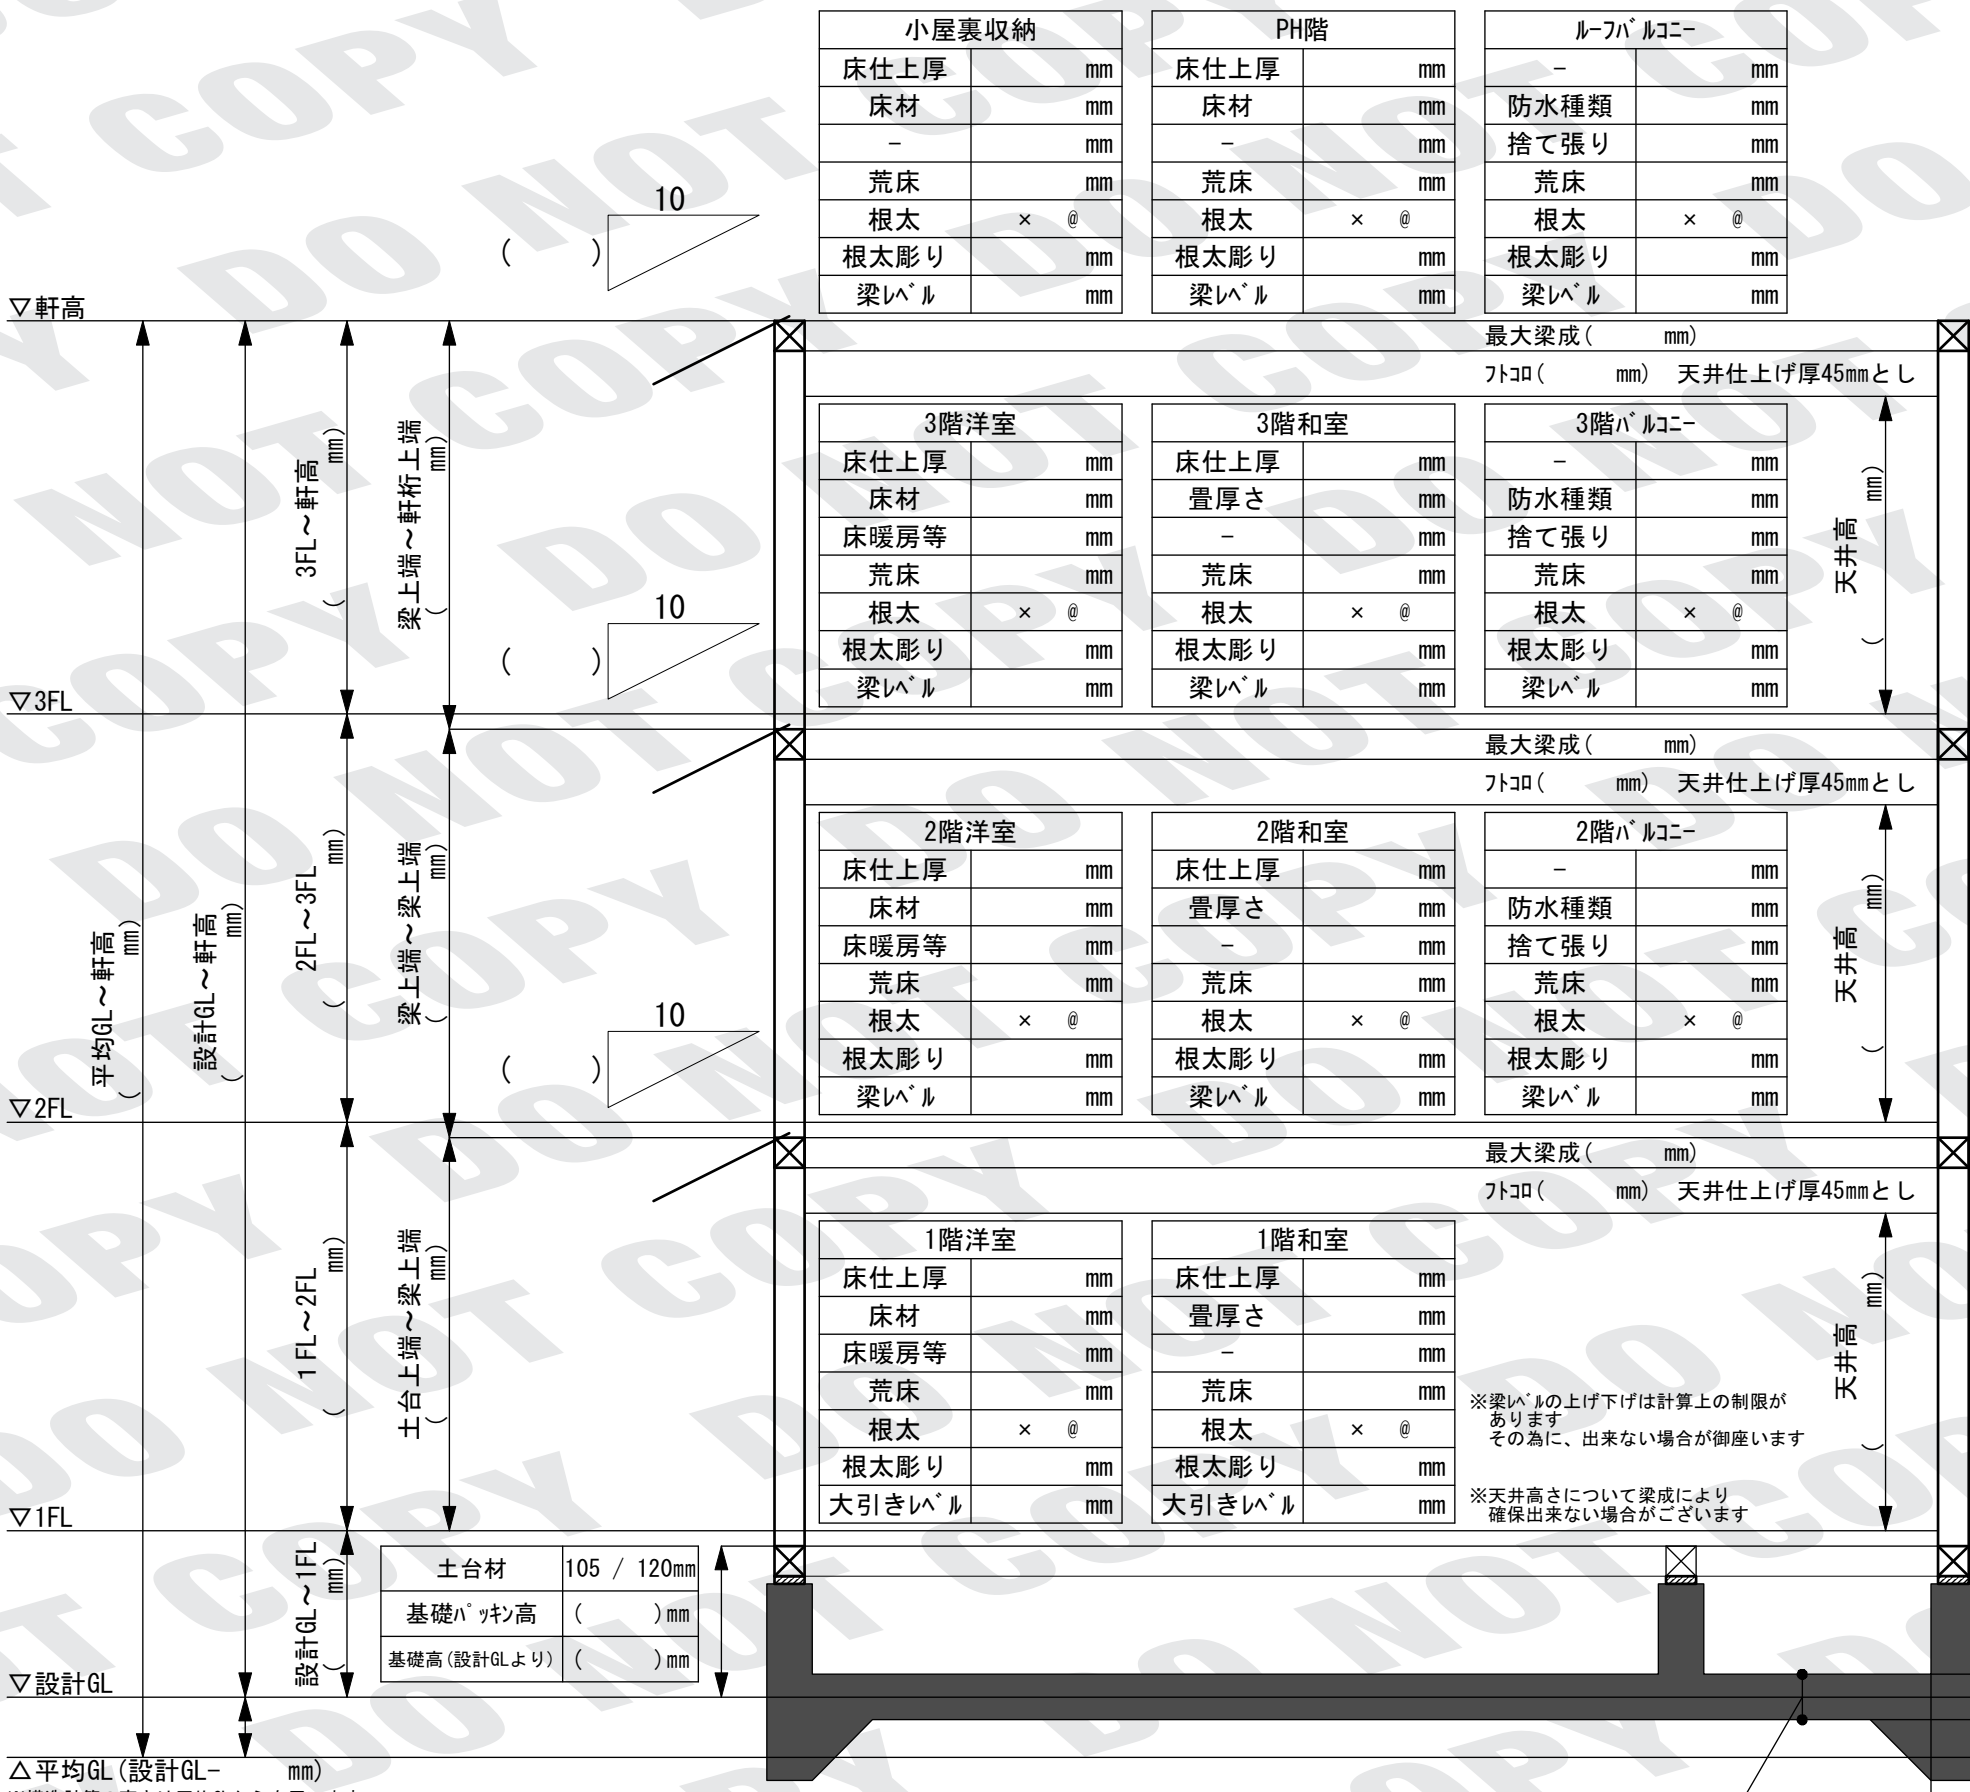 小屋裏収納
床仕上厚 mm
床材 mm
- mm
荒床 mm
根太 × @
根太彫り mm
梁ﾚﾍﾞﾙ mm
PH階
床仕上厚 mm
床材 mm
- mm
荒床 mm
根太 × @
根太彫り mm
梁ﾚﾍﾞﾙ mm
ﾙｰﾌﾊﾞﾙｺﾆｰ
- mm
防水種類 mm
捨て張り mm
荒床 mm
根太 × @
根太彫り mm
梁ﾚﾍﾞﾙ mm
10
( )
▽軒高
最大梁成( mm)
ﾌﾄｺﾛ( mm) 天井仕上げ厚45mmとし
3FL～軒高
( mm)
梁上端～軒桁上端
( mm)
3階洋室
床仕上厚 mm
床材 mm
床暖房等 mm
荒床 mm
根太 × @
根太彫り mm
梁ﾚﾍﾞﾙ mm
3階和室
床仕上厚 mm
畳厚さ mm
- mm
荒床 mm
根太 × @
根太彫り mm
梁ﾚﾍﾞﾙ mm
3階ﾊﾞﾙｺﾆｰ
- mm
防水種類 mm
捨て張り mm
荒床 mm
根太 × @
根太彫り mm
梁ﾚﾍﾞﾙ mm
天井高
( mm)
10
( )
▽3FL
最大梁成( mm)
ﾌﾄｺﾛ( mm) 天井仕上げ厚45mmとし
平均GL～軒高
( mm)
設計GL～軒高
( mm)
2FL～3FL
( mm)
梁上端～梁上端
( mm)
2階洋室
床仕上厚 mm
床材 mm
床暖房等 mm
荒床 mm
根太 × @
根太彫り mm
梁ﾚﾍﾞﾙ mm
2階和室
床仕上厚 mm
畳厚さ mm
- mm
荒床 mm
根太 × @
根太彫り mm
梁ﾚﾍﾞﾙ mm
2階ﾊﾞﾙｺﾆｰ
- mm
防水種類 mm
捨て張り mm
荒床 mm
根太 × @
根太彫り mm
梁ﾚﾍﾞﾙ mm
天井高
( mm)
10
( )
▽2FL
最大梁成( mm)
ﾌﾄｺﾛ( mm) 天井仕上げ厚45mmとし
1FL～2FL
( mm)
土台上端～梁上端
( mm)
1階洋室
床仕上厚 mm
床材 mm
床暖房等 mm
荒床 mm
根太 × @
根太彫り mm
大引きﾚﾍﾞﾙ mm
1階和室
床仕上厚 mm
畳厚さ mm
- mm
荒床 mm
根太 × @
根太彫り mm
大引きﾚﾍﾞﾙ mm
※梁ﾚﾍﾞﾙの上げ下げは計算上の制限が
あります
その為に、出来ない場合が御座います
※天井高さについて梁成により
確保出来ない場合がございます
天井高
( mm)
▽1FL
設計GL～1FL
( mm)
土台材 105 / 120mm
基礎ﾊﾟｯｷﾝ高 ( )mm
基礎高(設計GLより) ( )mm
▽設計GL
△平均GL(設計GL- mm)
DO NOT COPY